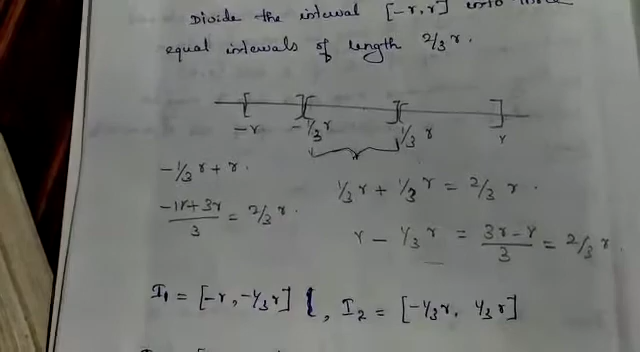 Divide the interval [-r, r] into three
equal intervals of length 2/3 r.
-r -1/3 r 1/3 r r
-1/3 r + r.
1/3 r + 1/3 r = 2/3 r.
-1r+3r/3 = 2/3 r.
r - 1/3 r = 3r-r/3 = 2/3 r.
I1 = [-r, -1/3 r] , I2 = [-1/3 r, 1/3 r]